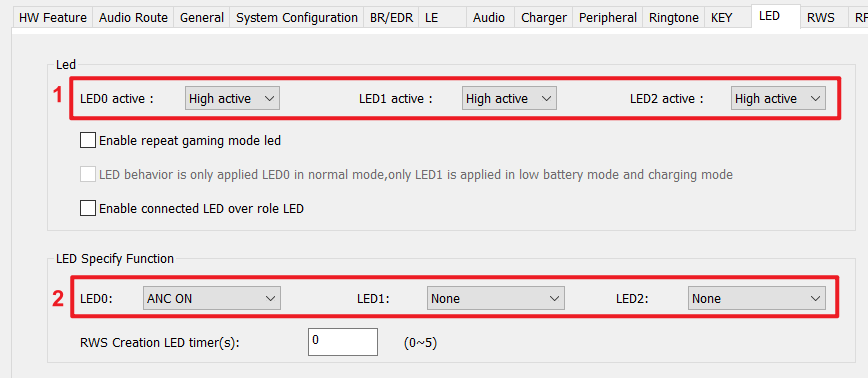 HW Feature Audio Route General System Configuration BR/EDR LE Audio Charger Peripheral Ringtone KEY LED RWS RF
Led
1 LED0 active : High active LED1 active : High active LED2 active : High active
Enable repeat gaming mode led
LED behavior is only applied LED0 in normal mode,only LED1 is applied in low battery mode and charging mode
Enable connected LED over role LED
LED Specify Function
2 LED0: ANC ON LED1: None LED2: None
RWS Creation LED timer(s): 0 (0~5)